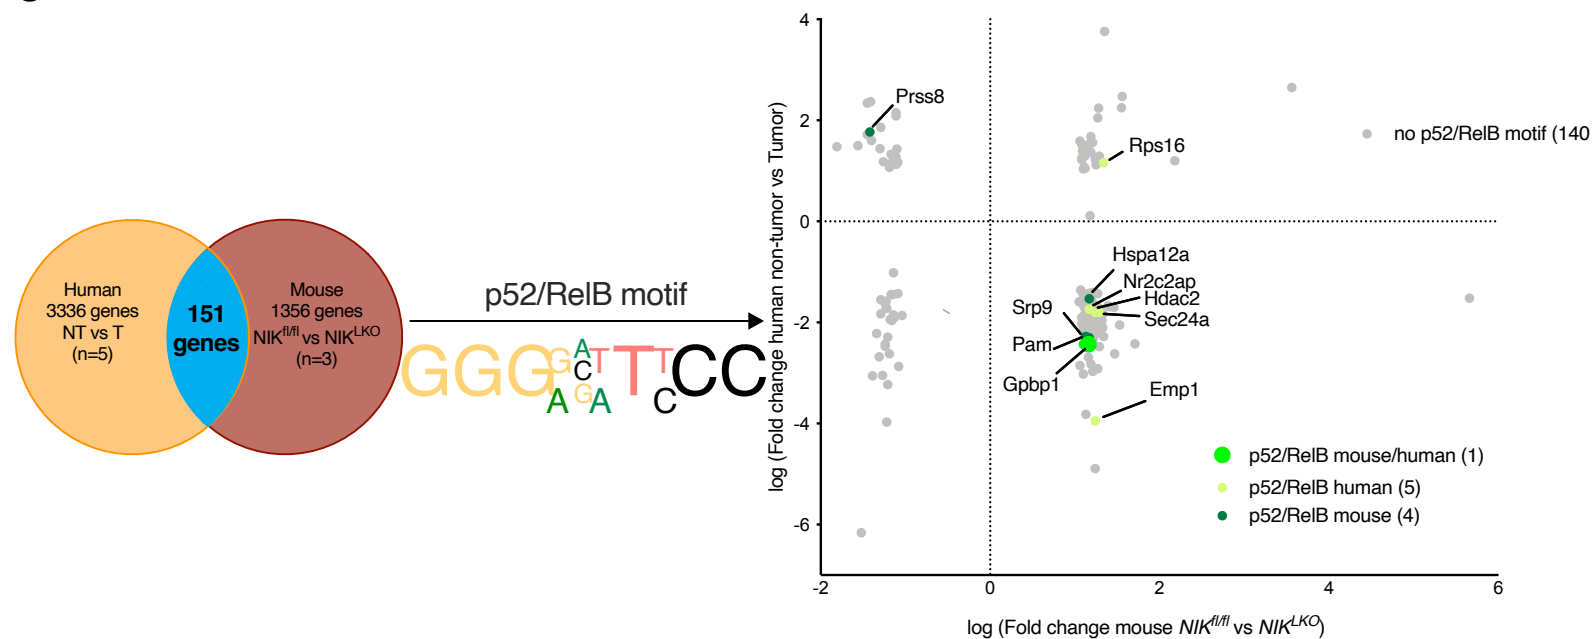 Human
3336 genes
NT vs T
(n=5)
151
genes
Mouse
1356 genes
NIKfl/fl vs NIKLKO
(n=3)
p52/RelB motif
GGGGACTTTCC
ACGATC
log (Fold change human non-tumor vs Tumor)
4
2
0
-2
-4
-6
Prss8
Rps16
no p52/RelB motif (140
Hspa12a
Nr2c2ap
Hdac2
Sec24a
Srp9
Pam
Gpbp1
Emp1
p52/RelB mouse/human (1)
p52/RelB human (5)
p52/RelB mouse (4)
-2
0
2
4
6
log (Fold change mouse NIKfl/fl vs NIKLKO)